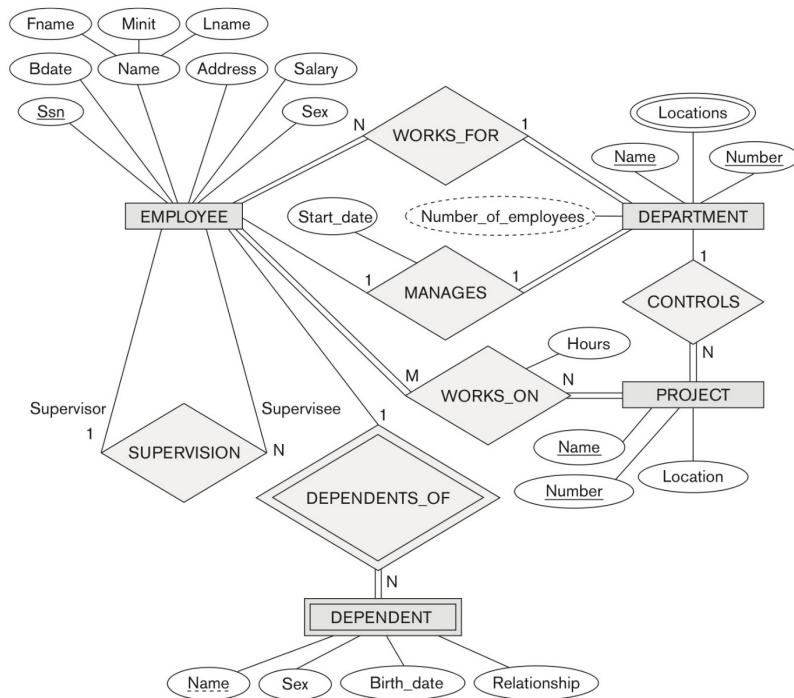 Fname Minit Lname
Bdate Name Address Salary
Ssn Sex
N WORKS_FOR 1
Locations
Name Number
EMPLOYEE
Start_date
Number_of_employees
DEPARTMENT
1 MANAGES 1
1
CONTROLS
N
Hours
M WORKS_ON N
PROJECT
Supervisor Supervisee
1 SUPERVISION N
1
Name
Number
Location
DEPENDENTS_OF
N
DEPENDENT
Name Sex Birth_date Relationship